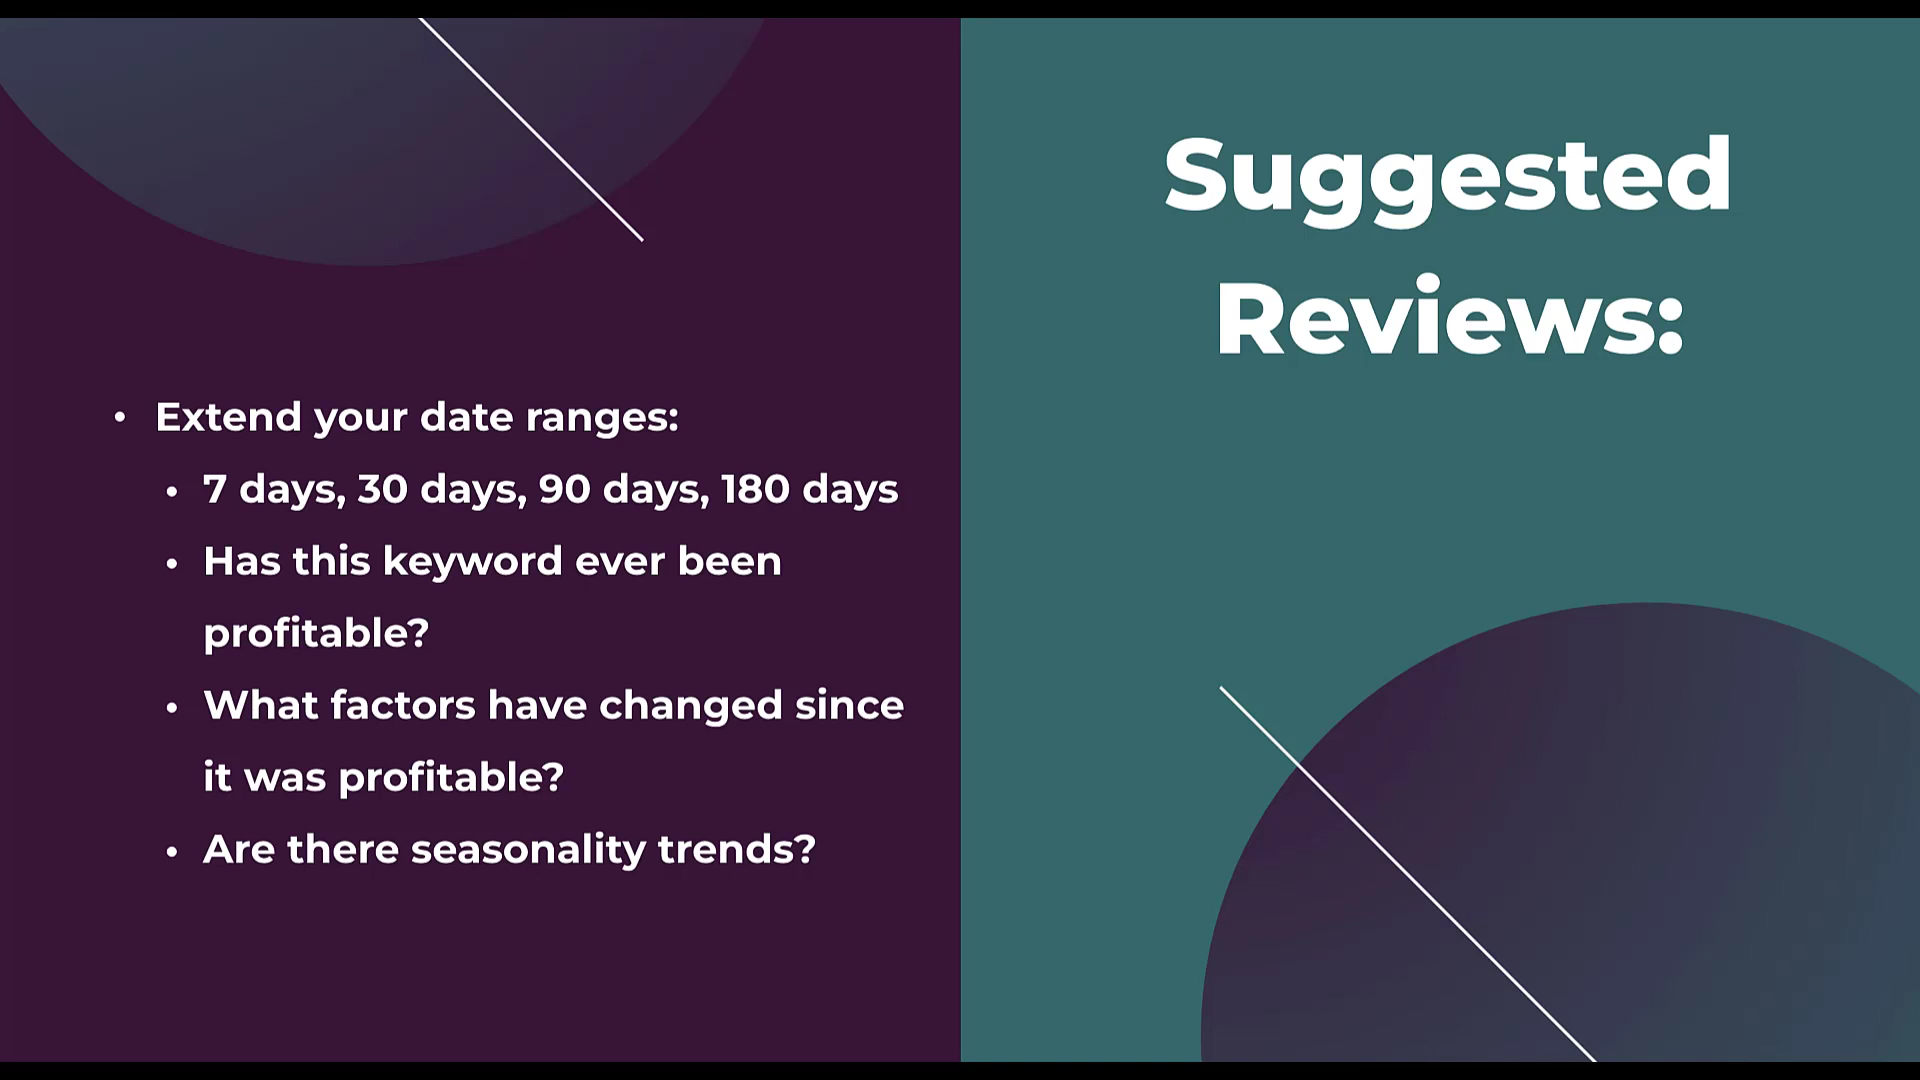 Suggested
Reviews:
• Extend your date ranges:
• 7 days, 30 days, 90 days, 180 days
• Has this keyword ever been
profitable?
• What factors have changed since
it was profitable?
• Are there seasonality trends?